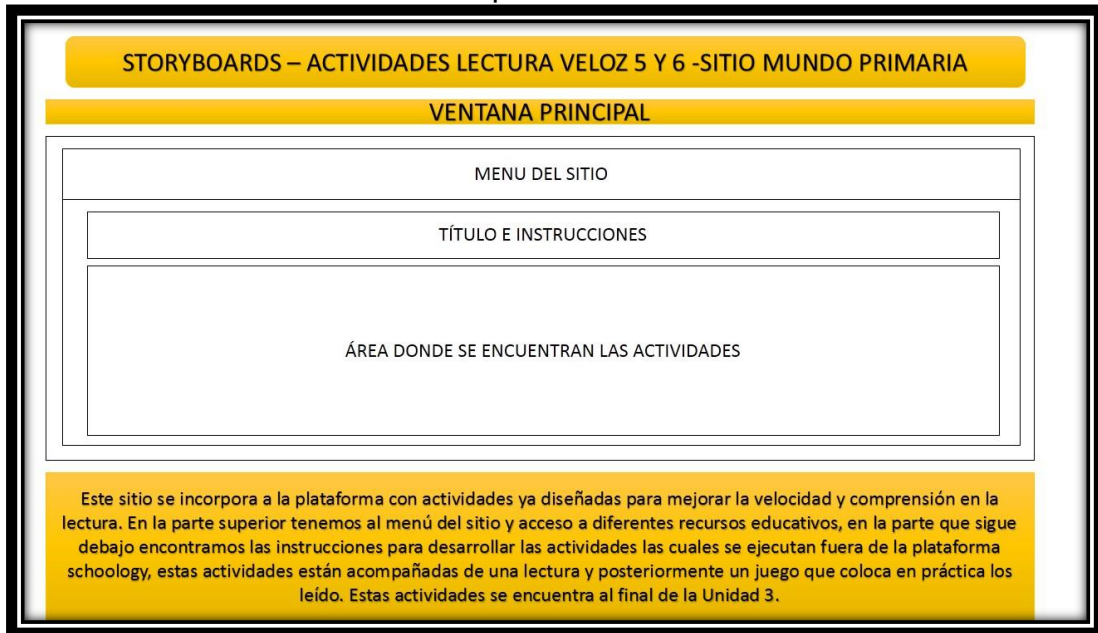 STORYBOARDS – ACTIVIDADES LECTURA VELOZ 5 Y 6 -SITIO MUNDO PRIMARIA
VENTANA PRINCIPAL
MENU DEL SITIO
TÍTULO E INSTRUCCIONES
ÁREA DONDE SE ENCUENTRAN LAS ACTIVIDADES
Este sitio se incorpora a la plataforma con actividades ya diseñadas para mejorar la velocidad y comprensión en la
lectura. En la parte superior tenemos al menú del sitio y acceso a diferentes recursos educativos, en la parte que sigue
debajo encontramos las instrucciones para desarrollar las actividades las cuales se ejecutan fuera de la plataforma
schoology, estas actividades están acompañadas de una lectura y posteriormente un juego que coloca en práctica los
leído. Estas actividades se encuentra al final de la Unidad 3.